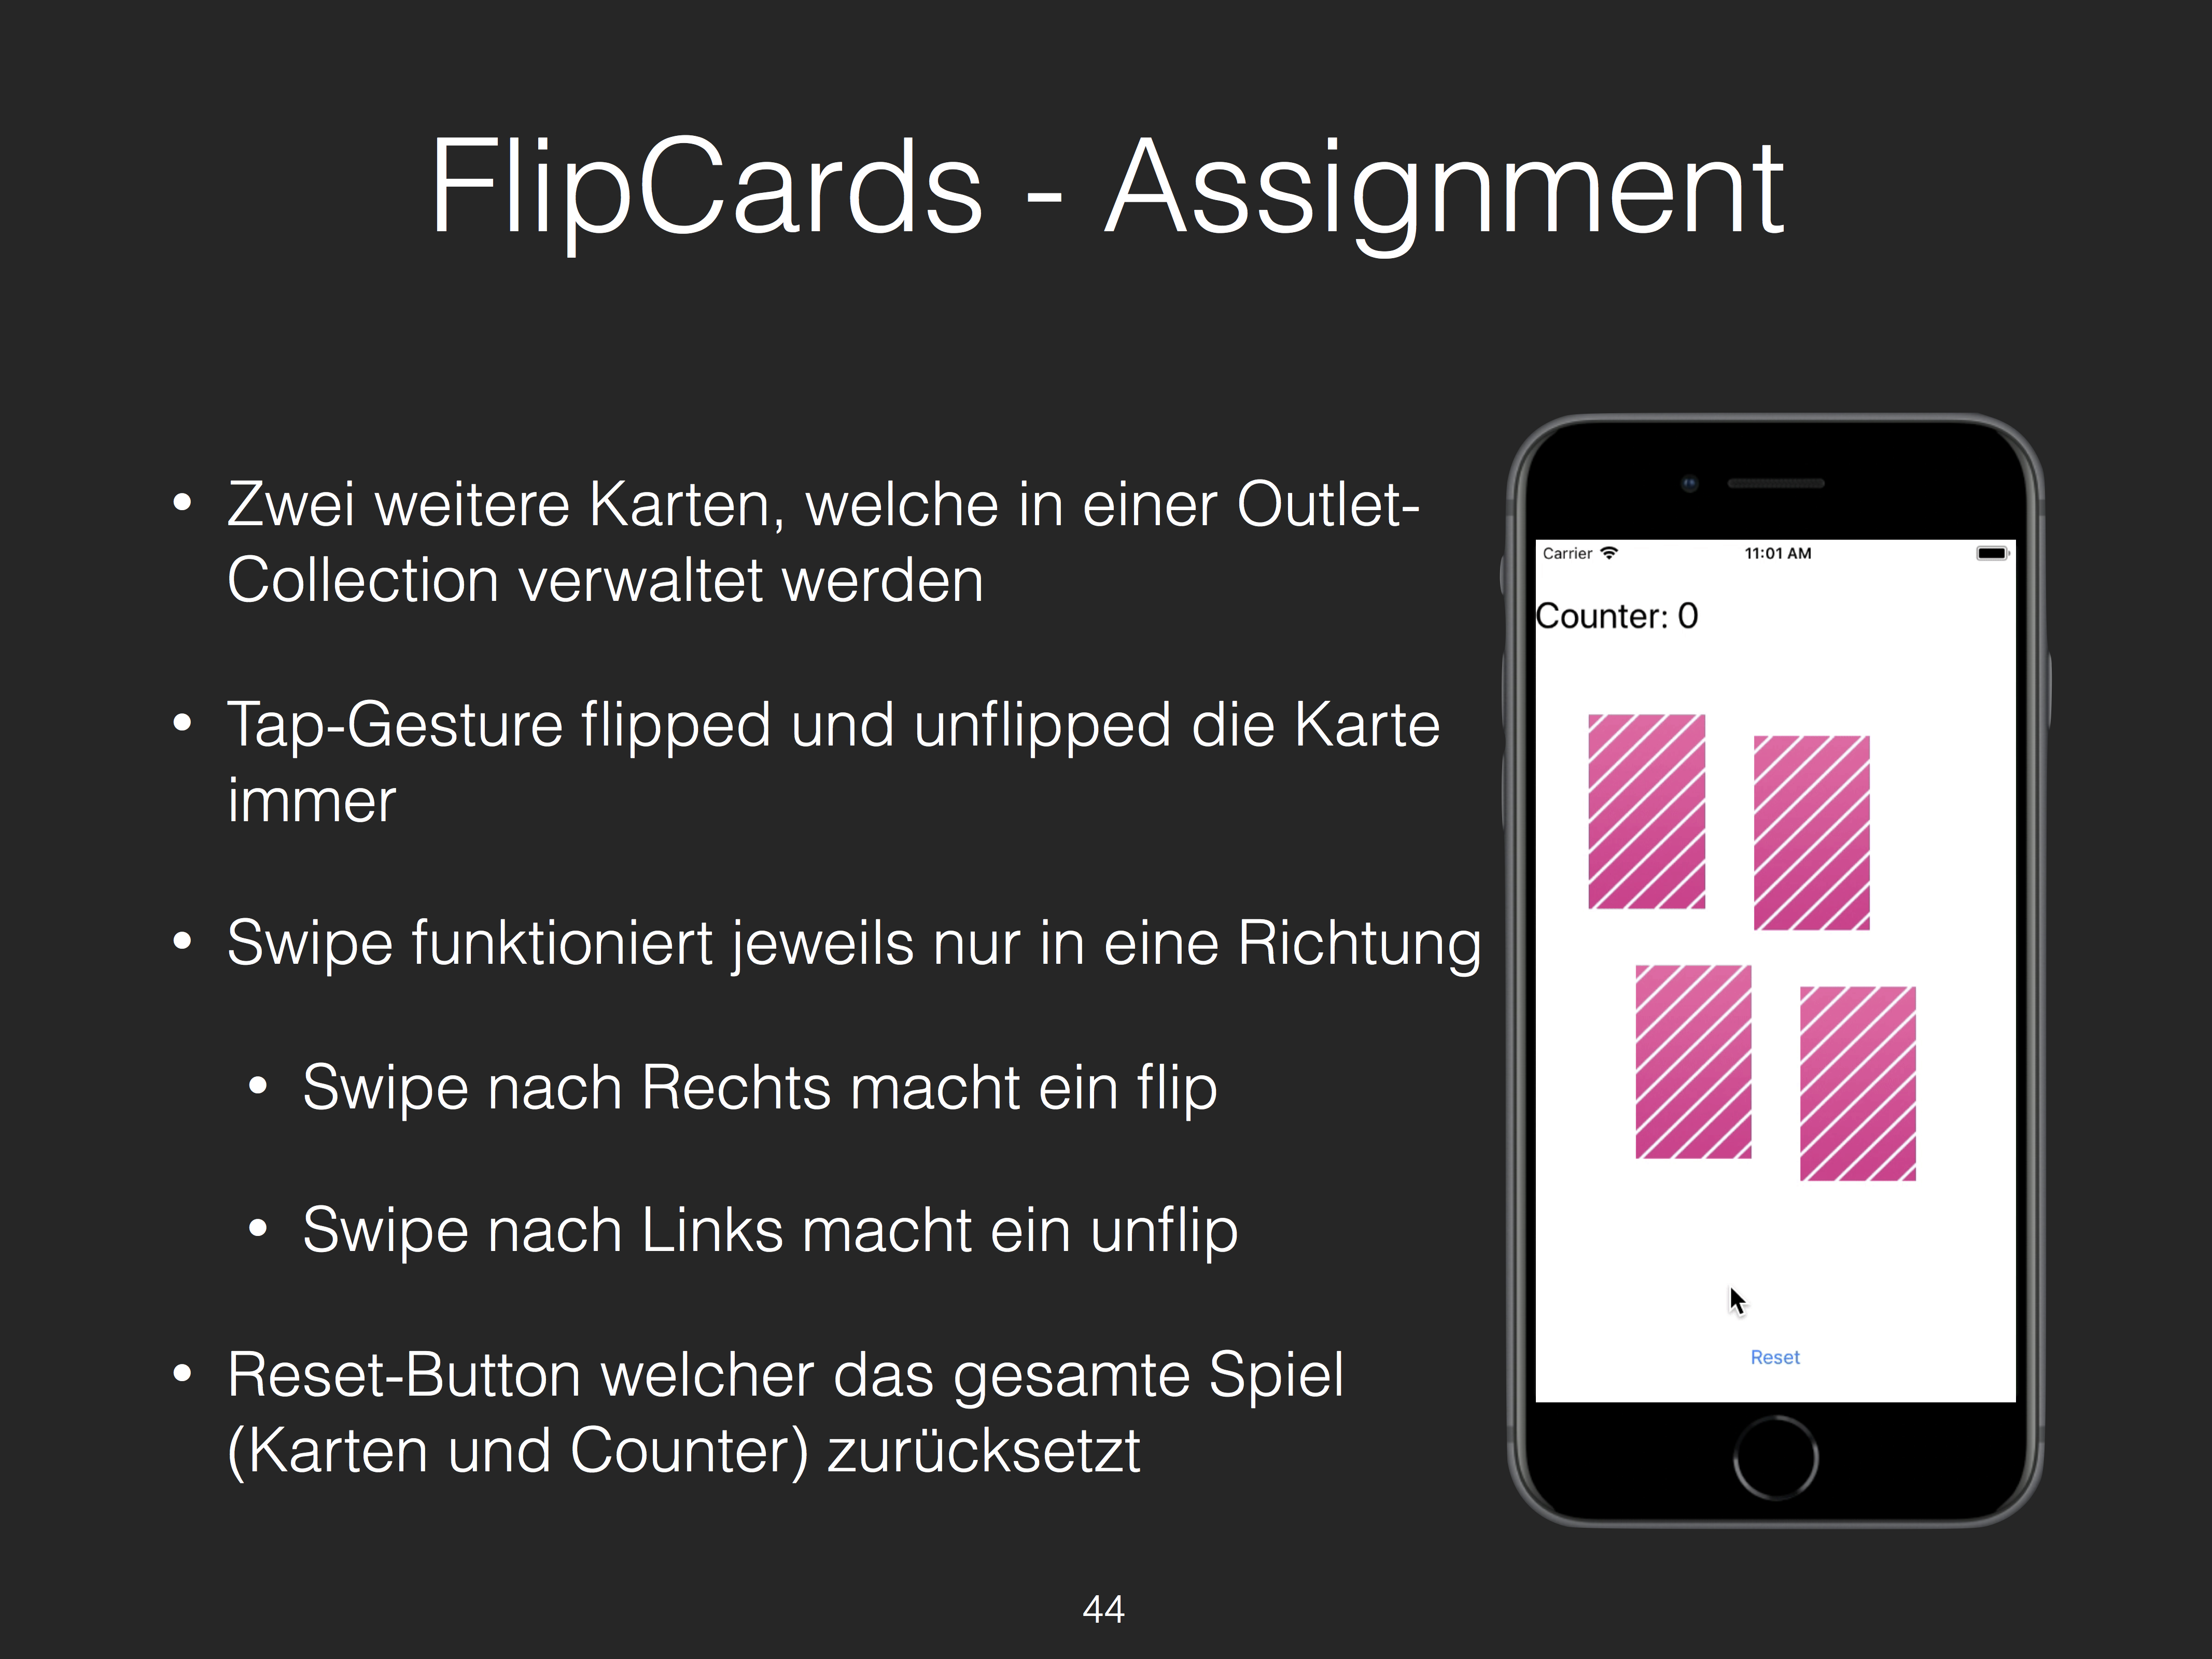 FlipCards - Assignment
• Zwei weitere Karten, welche in einer Outlet-
Collection verwaltet werden
• Tap-Gesture flipped und unflipped die Karte
immer
• Swipe funktioniert jeweils nur in eine Richtung
• Swipe nach Rechts macht ein flip
• Swipe nach Links macht ein unflip
• Reset-Button welcher das gesamte Spiel
(Karten und Counter) zurücksetzt
Carrier 11:01 AM
Counter: 0
Reset
44